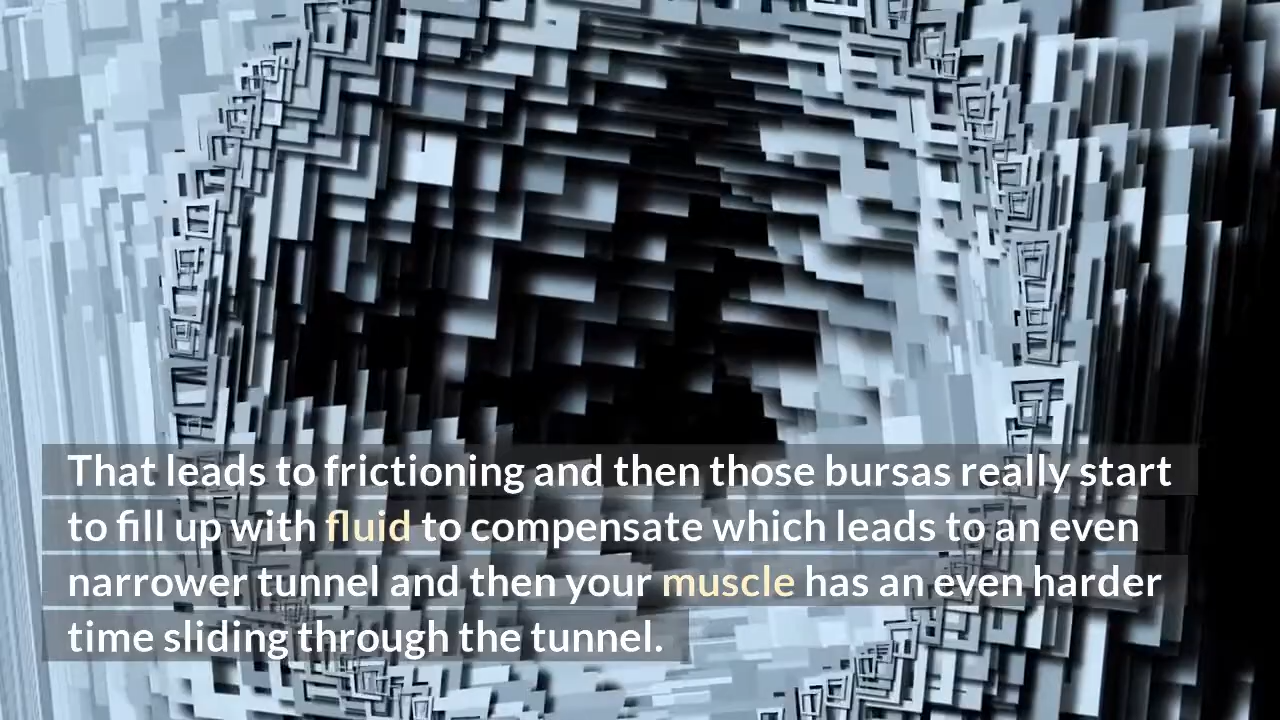 That leads to frictioning and then those bursas really start
to fill up with fluid to compensate which leads to an even
narrower tunnel and then your muscle has an even harder
time sliding through the tunnel.